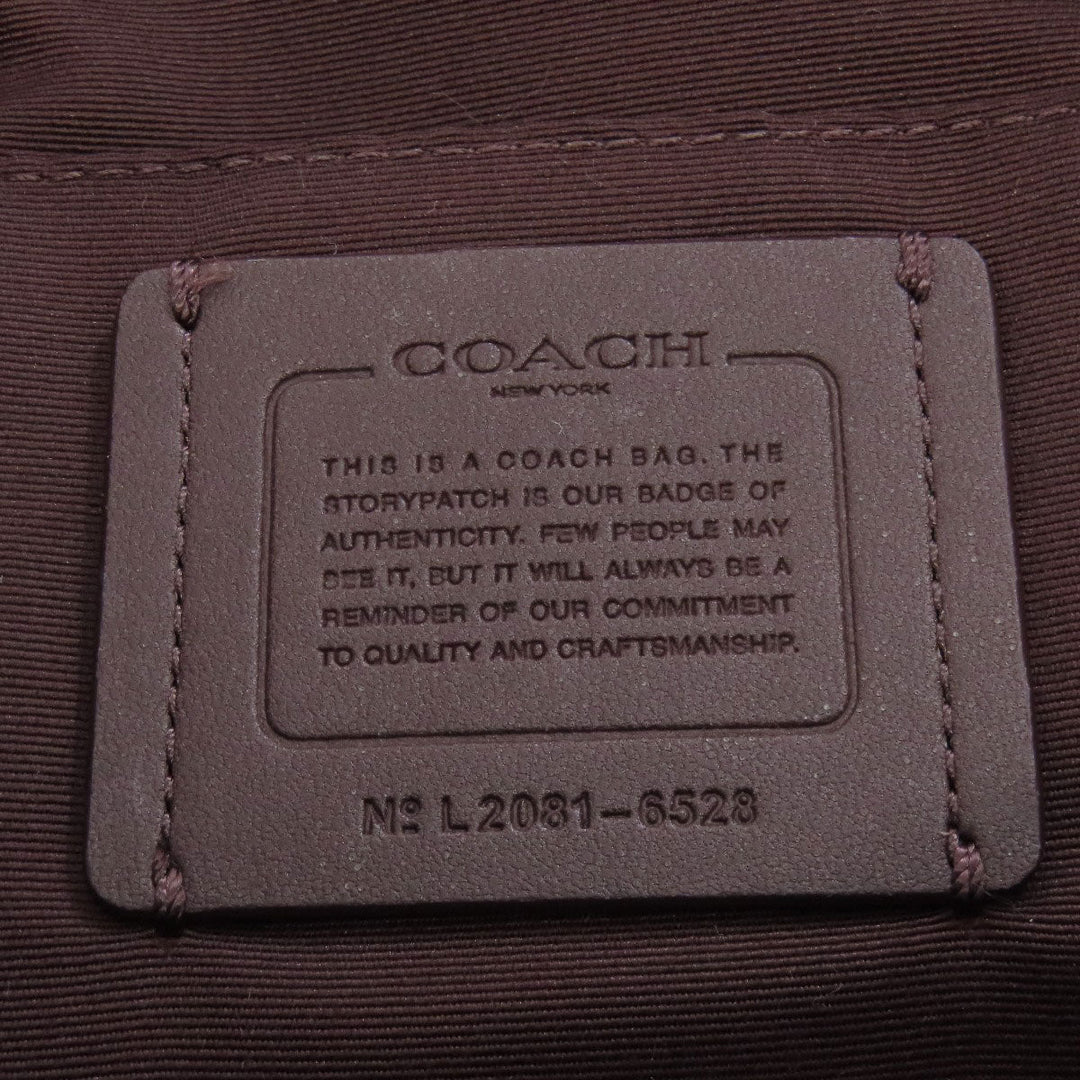 COACH
NEW YORK
THIS IS A COACH BAG. THE
STORYPATCH IS OUR BADGE OF
AUTHENTICITY. FEW PEOPLE MAY
SEE IT, BUT IT WILL ALWAYS BE A
REMINDER OF OUR COMMITMENT
TO QUALITY AND CRAFTSMANSHIP.
Nº L2081-6528